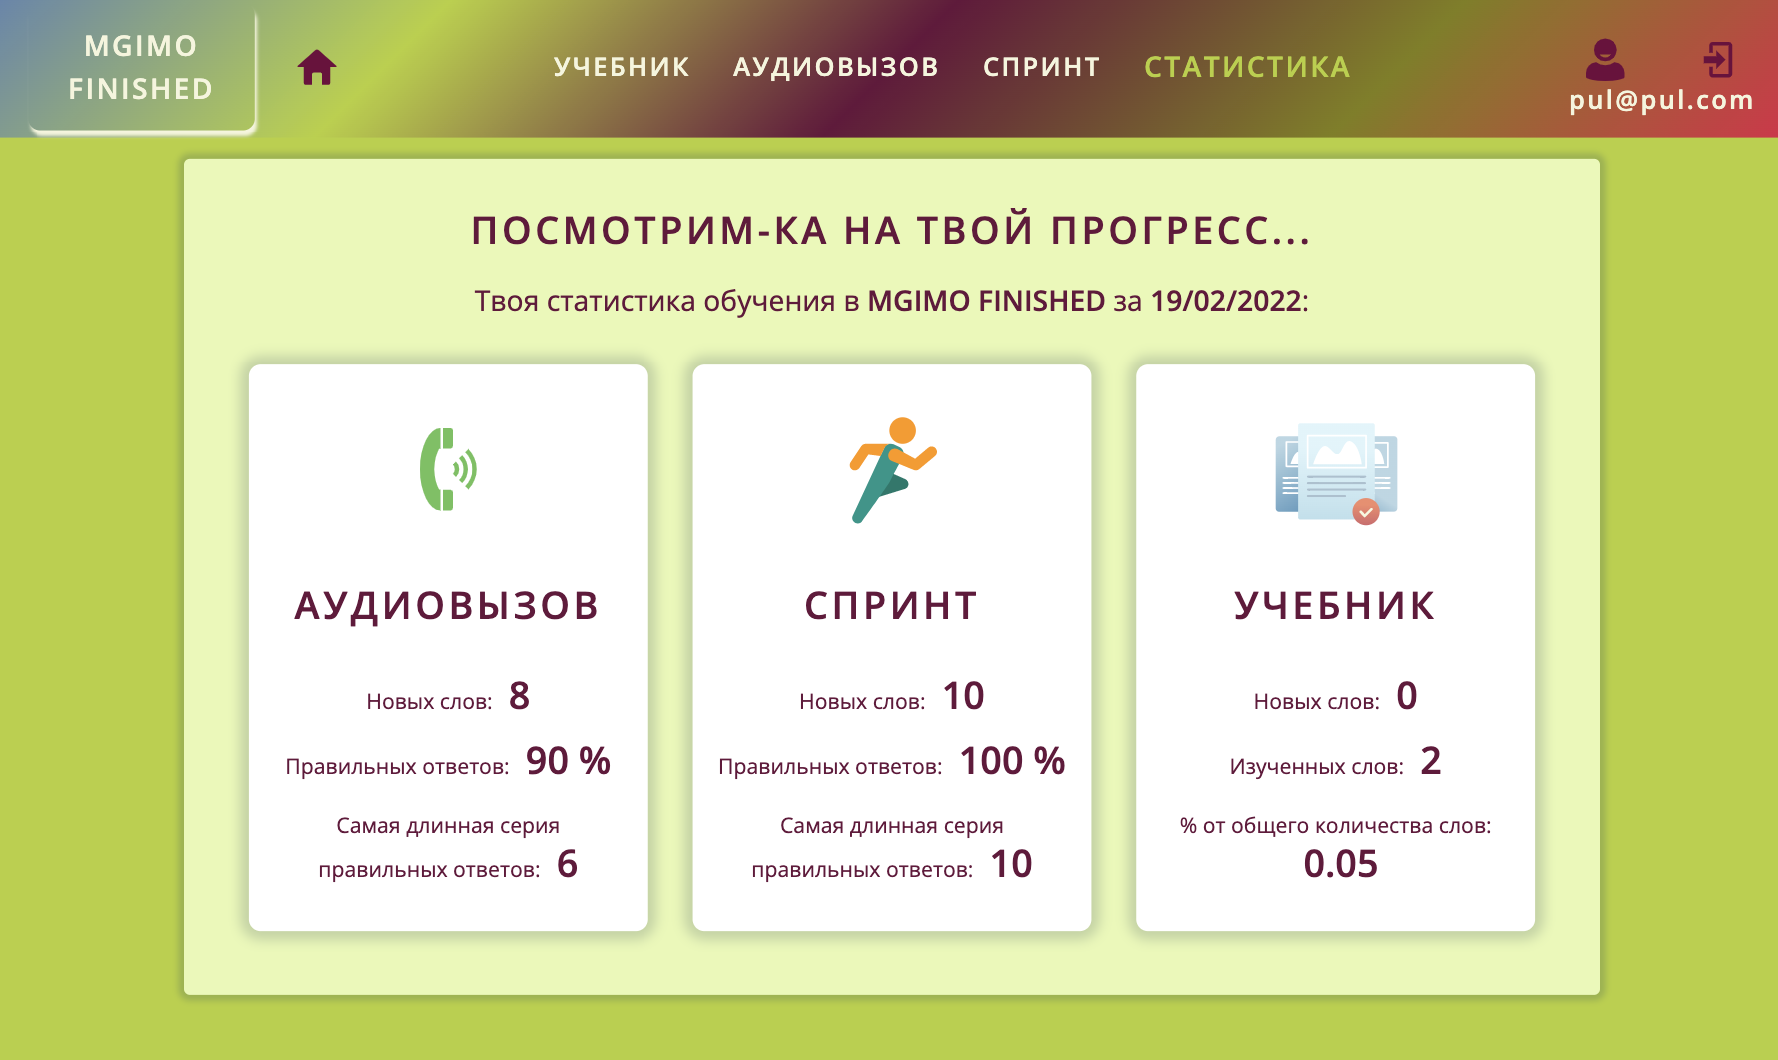 MGIMO
FINISHED
УЧЕБНИК
АУДИОВЫЗОВ
СПРИНТ
СТАТИСТИКА
pul@pul.com
ПОСМОТРИМ-КА НА ТВОЙ ПРОГРЕСС...
Твоя статистика обучения в MGIMO FINISHED за 19/02/2022:
АУДИОВЫЗОВ
Новых слов: 8
Правильных ответов: 90 %
Самая длинная серия
правильных ответов: 6
СПРИНТ
Новых слов: 10
Правильных ответов: 100 %
Самая длинная серия
правильных ответов: 10
УЧЕБНИК
Новых слов: 0
Изученных слов: 2
% от общего количества слов:
0.05